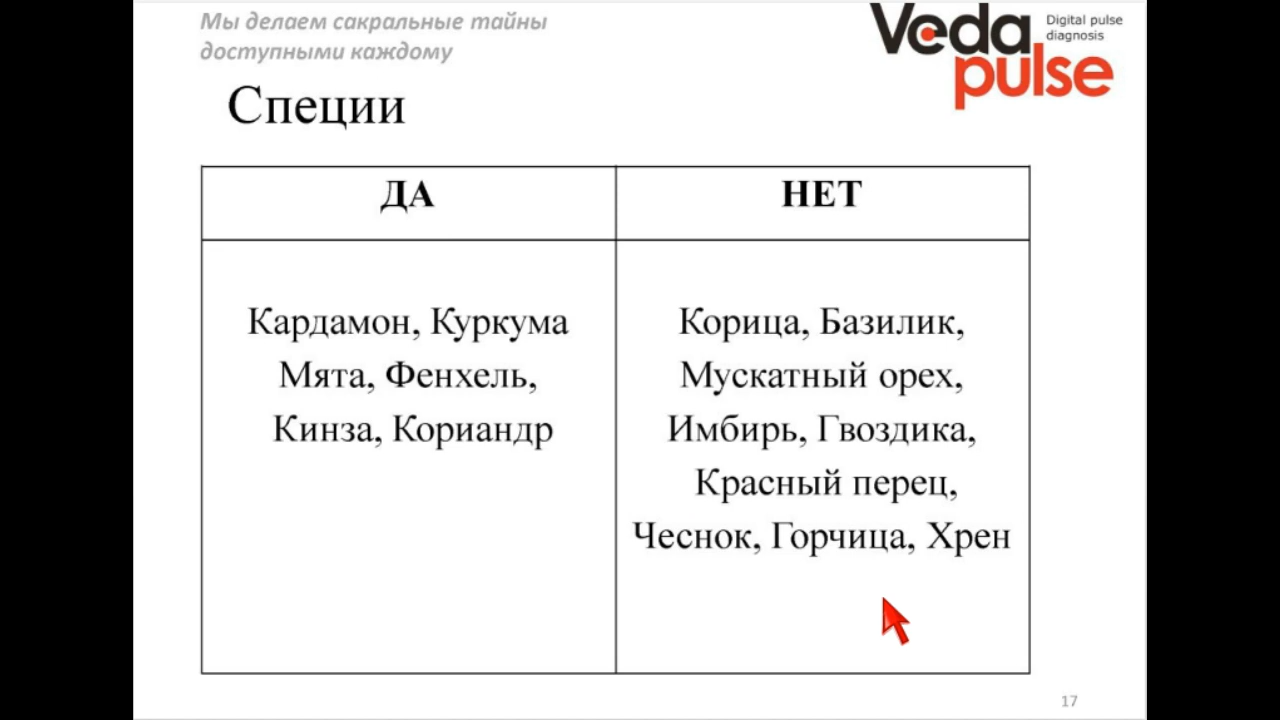 Мы делаем сакральные тайны
доступными каждому
Veda
pulse
Digital pulse
diagnosis
Специи
ДА
НЕТ
Кардамон, Куркума
Мята, Фенхель,
Кинза, Кориандр
Корица, Базилик,
Мускатный орех,
Имбирь, Гвоздика,
Красный перец,
Чеснок, Горчица, Хрен
17